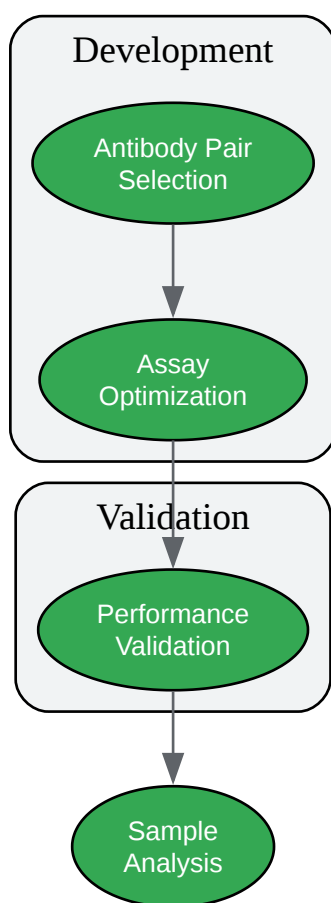 Development
Antibody Pair
Selection
Assay
Optimization
Validation
Performance
Validation
Sample
Analysis